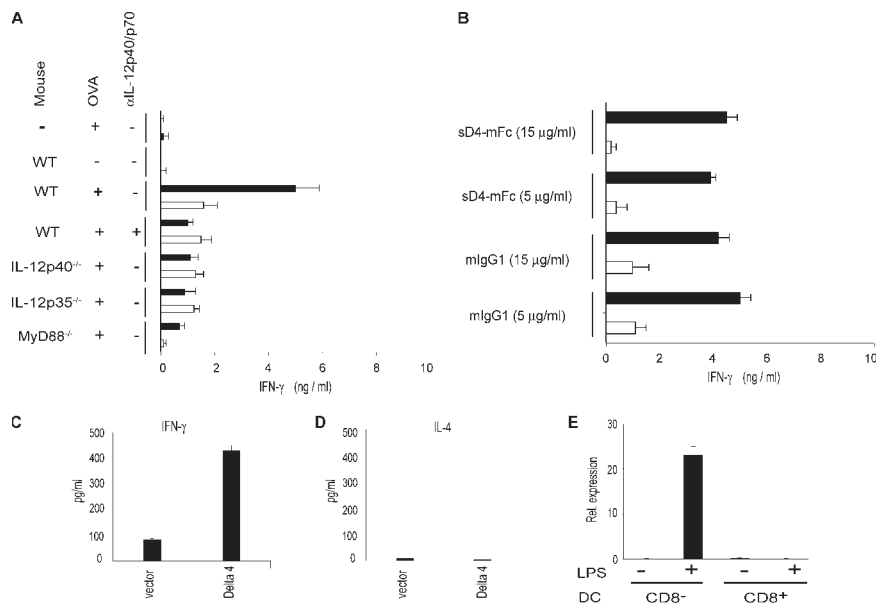 A
Mouse
OVA
αIL-12p40/p70
- + -
WT - -
WT + -
WT + +
IL-12p40-/- + -
IL-12p35-/- + -
MyD88-/- + -
0 2 4 6 8 10
IFN-γ (ng / ml)
B
sD4-mFc (15 μg/ml)
sD4-mFc (5 μg/ml)
mIgG1 (15 μg/ml)
mIgG1 (5 μg/ml)
0 2 4 6 8 10
IFN-γ (ng / ml)
C
IFN-γ
pg/ml
500
400
300
200
100
0
vector
Delta 4
D
IL-4
pg/ml
500
400
300
200
100
0
vector
Delta 4
E
Rel. expression
30
20
10
0
LPS - + - +
DC CD8- CD8+